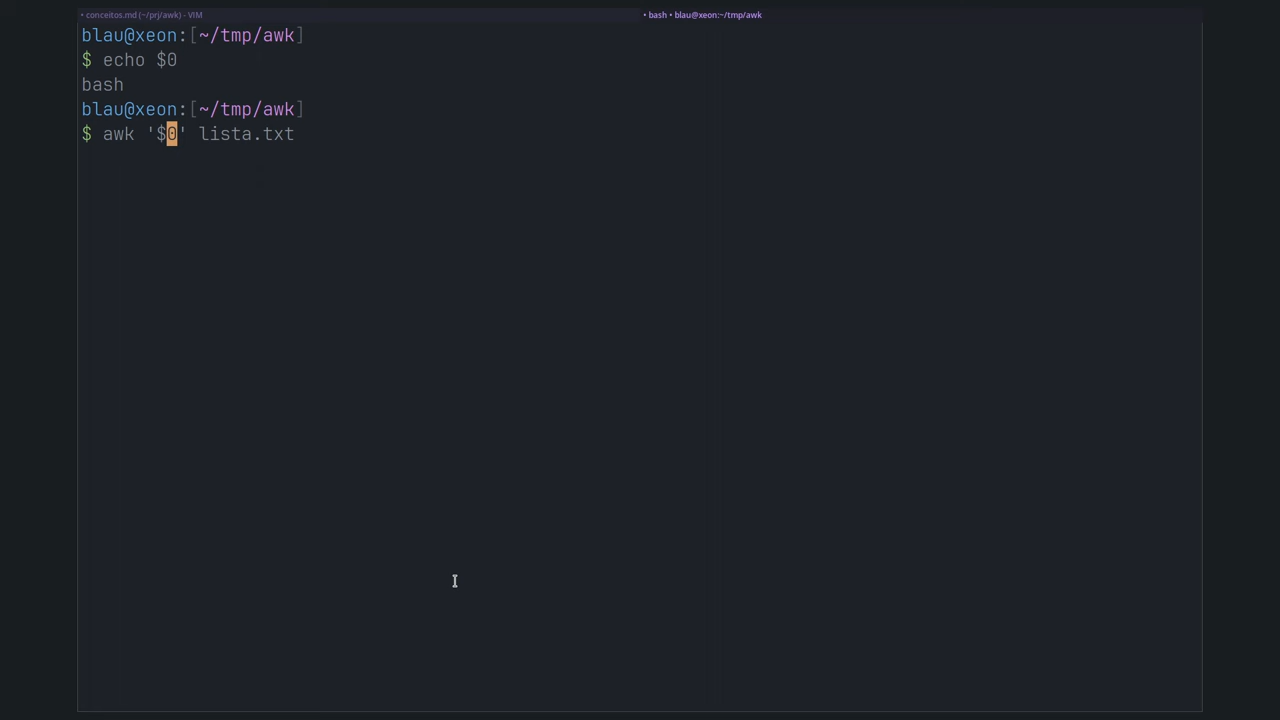 • conceitos.md (~/prj/awk) - VIM
• bash • blau@xeon:~/tmp/awk
blau@xeon:[~/tmp/awk]
$ echo $0
bash
blau@xeon:[~/tmp/awk]
$ awk '$0' lista.txt